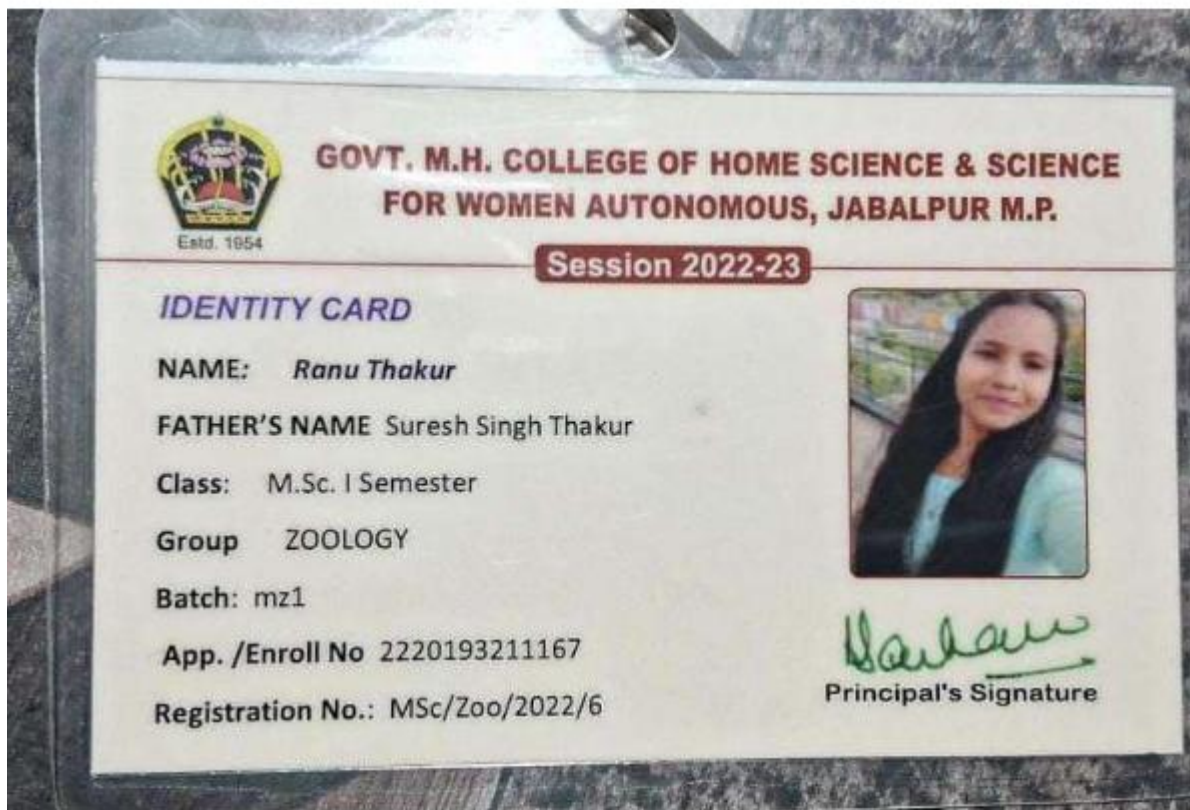 GOVT. M.H. COLLEGE OF HOME SCIENCE & SCIENCE
FOR WOMEN AUTONOMOUS, JABALPUR M.P.
Estd. 1954
Session 2022-23
IDENTITY CARD
NAME: Ranu Thakur
FATHER'S NAME Suresh Singh Thakur
Class: M.Sc. I Semester
Group ZOOLOGY
Batch: mz1
App. /Enroll No 2220193211167
Registration No.: MSc/Zoo/2022/6
Principal's Signature